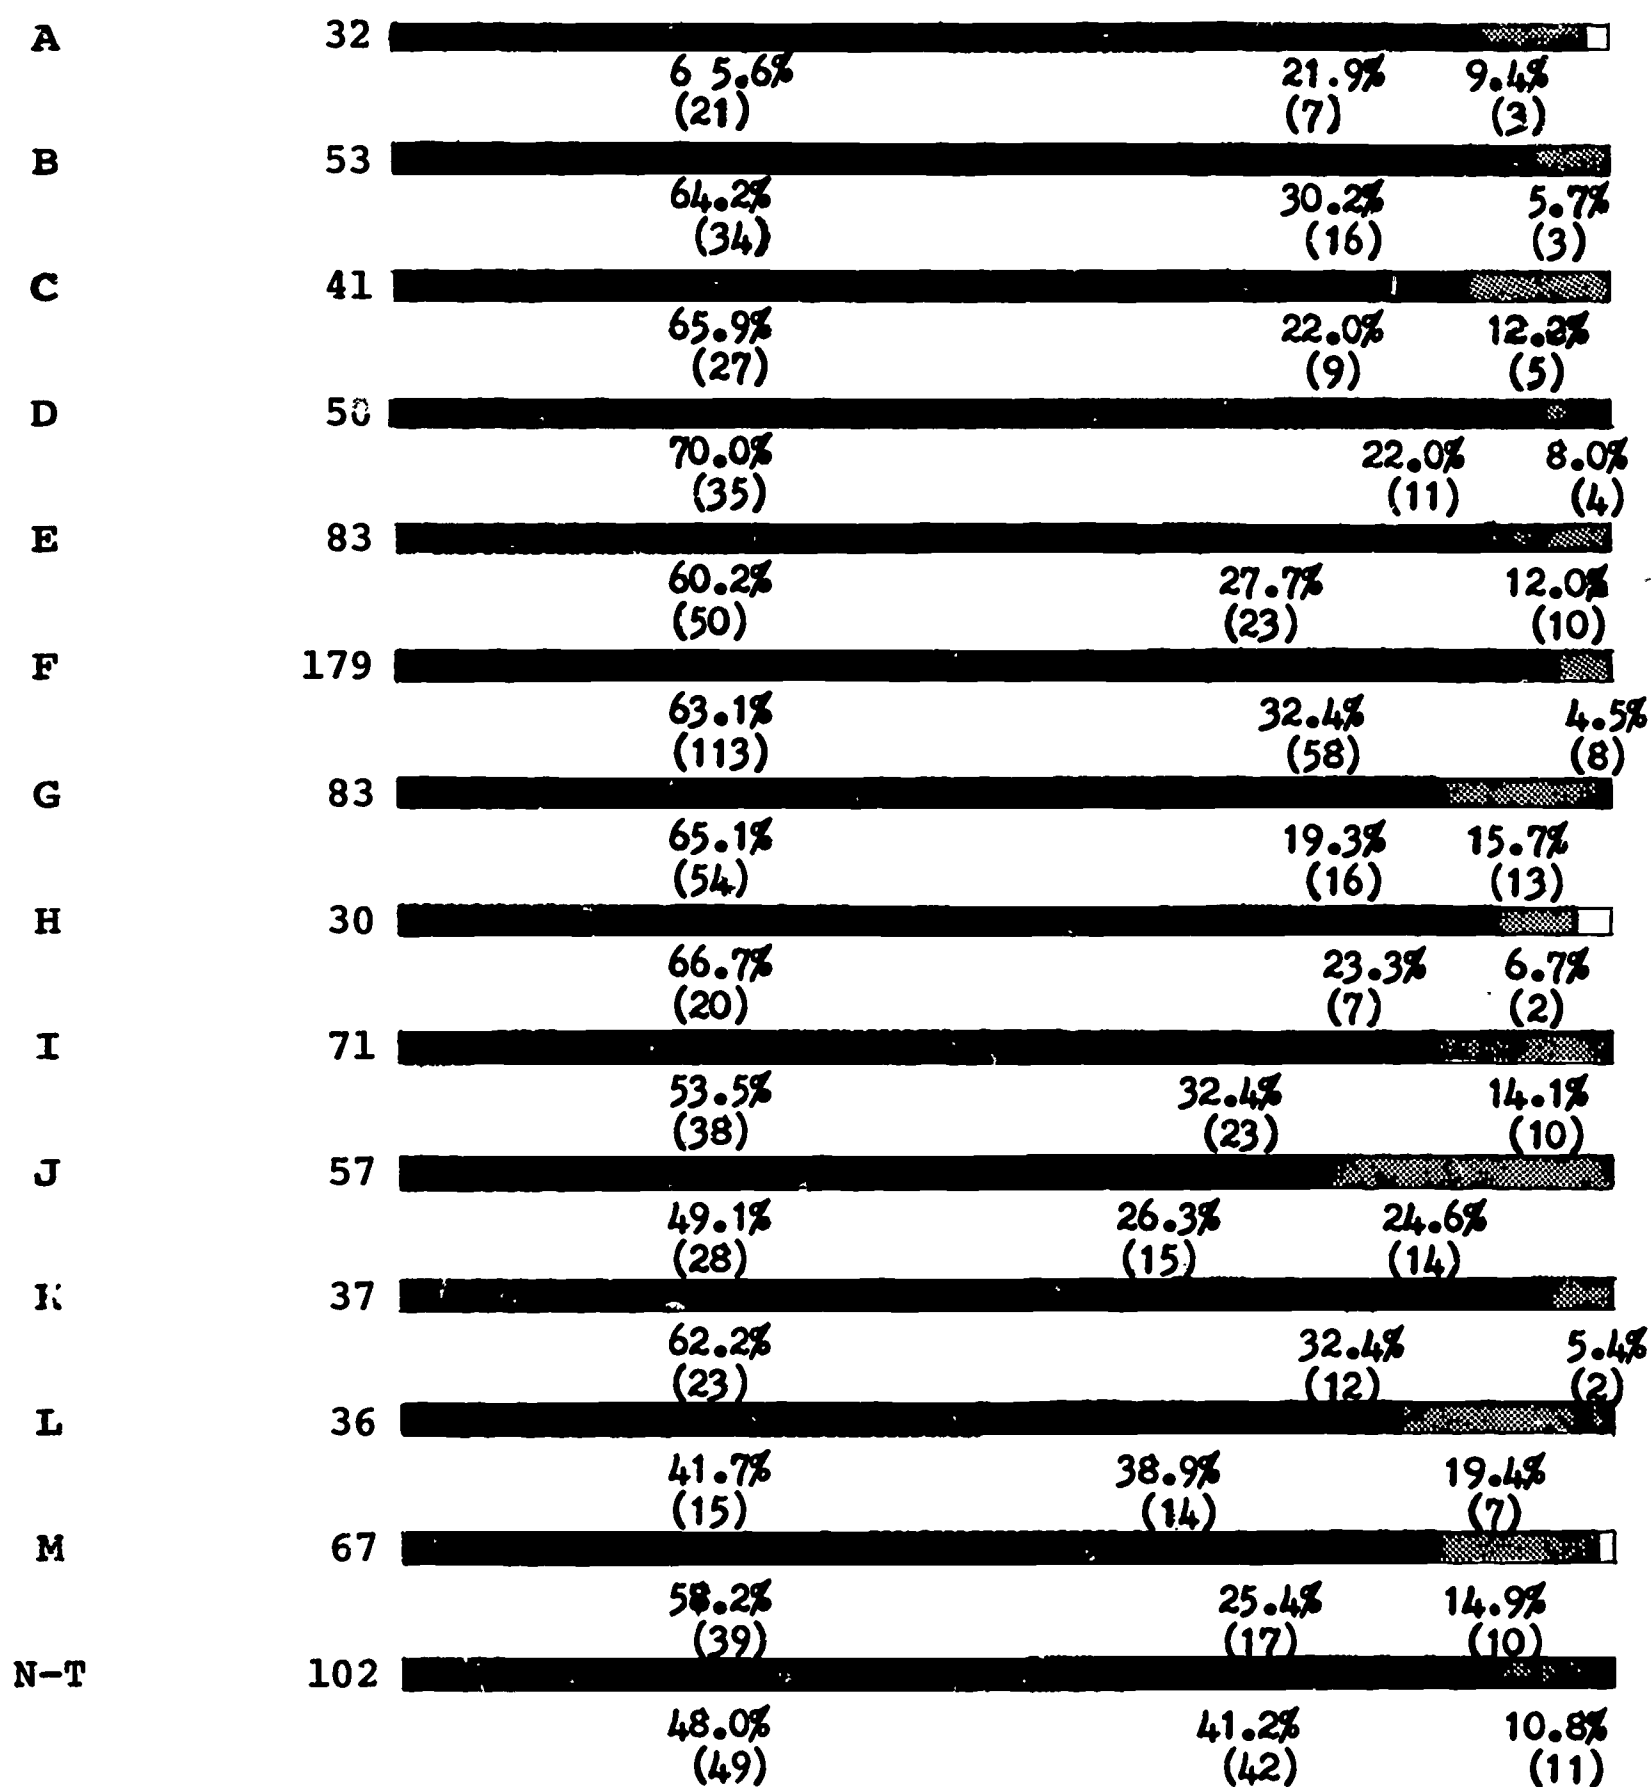 A 32
6 5.6% 21.9% 9.4%
(21) (7) (3)
B 53
64.2% 30.2% 5.7%
(34) (16) (3)
C 41
65.9% 22.0% 12.2%
(27) (9) (5)
D 50
70.0% 22.0% 8.0%
(35) (11) (4)
E 83
60.2% 27.7% 12.0%
(50) (23) (10)
F 179
63.1% 32.4% 4.5%
(113) (58) (8)
G 83
65.1% 19.3% 15.7%
(54) (16) (13)
H 30
66.7% 23.3% 6.7%
(20) (7) (2)
I 71
53.5% 32.4% 14.1%
(38) (23) (10)
J 57
49.1% 26.3% 24.6%
(28) (15) (14)
K 37
62.2% 32.4% 5.4%
(23) (12) (2)
L 36
41.7% 38.9% 19.4%
(15) (14) (7)
M 67
58.2% 25.4% 14.9%
(39) (17) (10)
N-T 102
48.0% 41.2% 10.8%
(49) (42) (11)